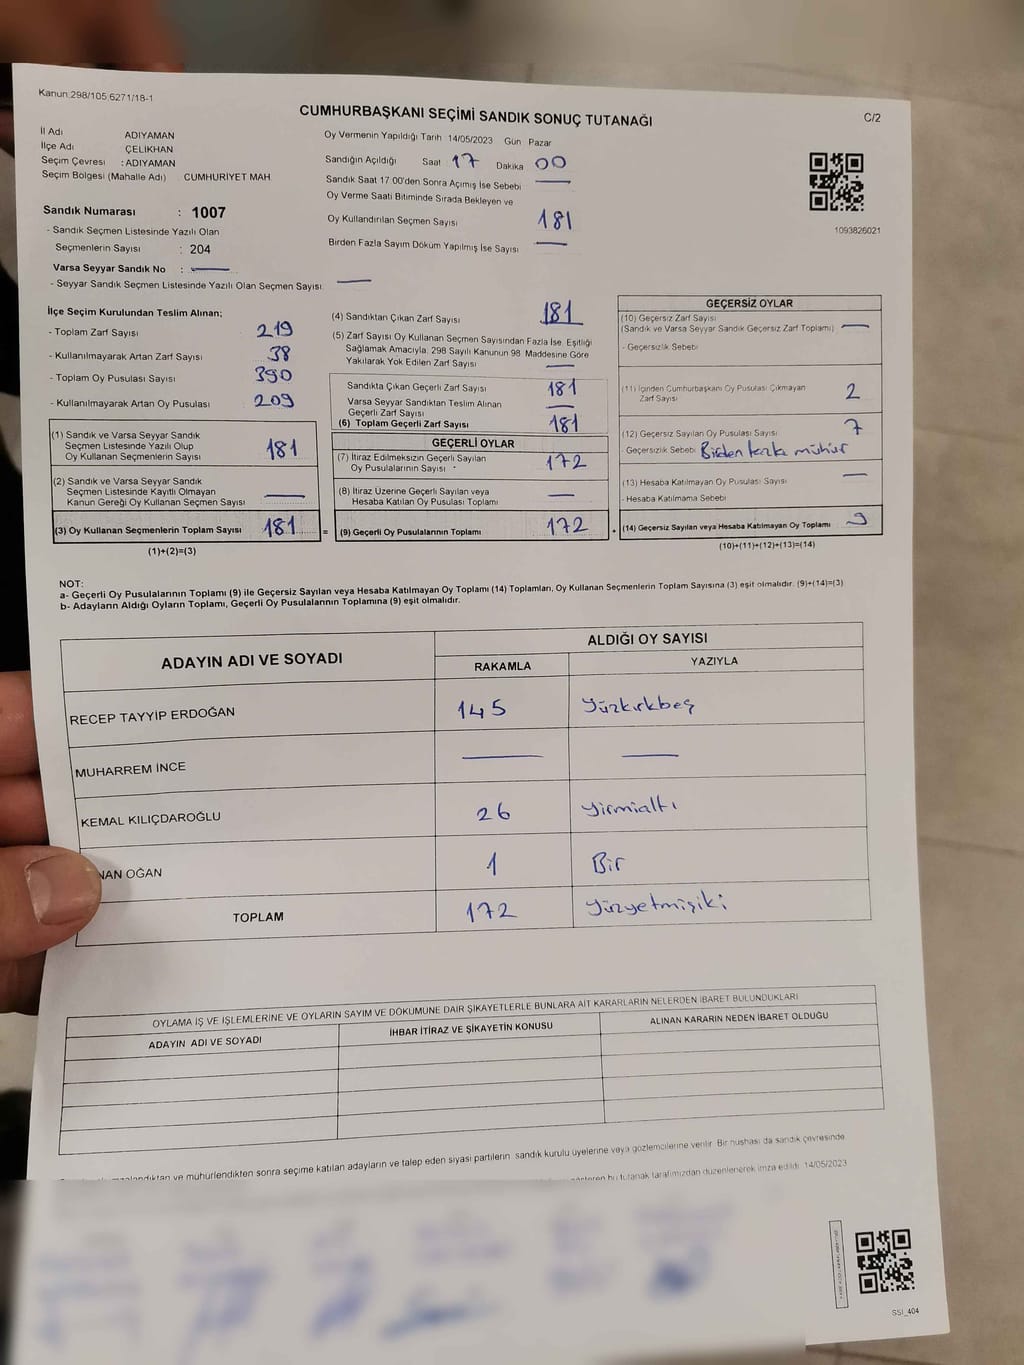 Kanun:298/105,6271/18-1
CUMHURBAŞKANI SEÇİMİ SANDIK SONUÇ TUTANAĞI
C/2
İl Adı ADIYAMAN
İlçe Adı ÇELİKHAN
Seçim Çevresi : ADIYAMAN
Seçim Bölgesi (Mahalle Adı) CUMHURİYET MAH.
Sandık Numarası : 1007
- Sandık Seçmen Listesinde Yazılı Olan
Seçmenlerin Sayısı : 204
Varsa Seyyar Sandık No : —
- Seyyar Sandık Seçmen Listesinde Yazılı Olan Seçmen Sayısı: —
Oy Vermenin Yapıldığı Tarih 14/05/2023 Gün Pazar
Sandığın Açıldığı Saat 17 Dakika 00
Sandık Saat 17:00'den Sonra Açılmış İse Sebebi —
Oy Verme Saati Bitiminde Sırada Bekleyen ve
Oy Kullandırılan Seçmen Sayısı 181
Birden Fazla Sayım Döküm Yapılmış İse Sayısı —
1093826021
İlçe Seçim Kurulundan Teslim Alınan;
- Toplam Zarf Sayısı 219
- Kullanılmayarak Artan Zarf Sayısı 38
- Toplam Oy Pusulası Sayısı 390
- Kullanılmayarak Artan Oy Pusulası 209
(1) Sandık ve Varsa Seyyar Sandık
Seçmen Listesinde Yazılı Olup
Oy Kullanan Seçmenlerin Sayısı 181
(2) Sandık ve Varsa Seyyar Sandık
Seçmen Listesinde Kayıtlı Olmayan
Kanun Gereği Oy Kullanan Seçmen Sayısı —
(3) Oy Kullanan Seçmenlerin Toplam Sayısı 181 =
(1)+(2)=(3)
(4) Sandıktan Çıkan Zarf Sayısı 181
(5) Zarf Sayısı Oy Kullanan Seçmen Sayısından Fazla İse, Eşitliği
Sağlamak Amacıyla; 298 Sayılı Kanunun 98. Maddesine Göre
Yakılarak Yok Edilen Zarf Sayısı —
Sandıkta Çıkan Geçerli Zarf Sayısı 181
Varsa Seyyar Sandıktan Teslim Alınan
Geçerli Zarf Sayısı —
(6) Toplam Geçerli Zarf Sayısı 181
GEÇERLİ OYLAR
(7) İtiraz Edilmeksizin Geçerli Sayılan
Oy Pusulalarının Sayısı 172
(8) İtiraz Üzerine Geçerli Sayılan veya
Hesaba Katılan Oy Pusulası Toplamı —
(9) Geçerli Oy Pusulalarının Toplamı 172 +
GEÇERSİZ OYLAR
(10) Geçersiz Zarf Sayısı
(Sandık ve Varsa Seyyar Sandık Geçersiz Zarf Toplamı) —
- Geçersizlik Sebebi
(11) İçinden Cumhurbaşkanı Oy Pusulası Çıkmayan
Zarf Sayısı 2
(12) Geçersiz Sayılan Oy Pusulası Sayısı 7
- Geçersizlik Sebebi Birden fazla mühür
(13) Hesaba Katılmayan Oy Pusulası Sayısı —
- Hesaba Katılmama Sebebi
(14) Geçersiz Sayılan veya Hesaba Katılmayan Oy Toplamı 9
(10)+(11)+(12)+(13)=(14)
NOT:
a- Geçerli Oy Pusulalarının Toplamı (9) ile Geçersiz Sayılan veya Hesaba Katılmayan Oy Toplamı (14) Toplamları, Oy Kullanan Seçmenlerin Toplam Sayısına (3) eşit olmalıdır. (9)+(14)=(3)
b- Adayların Aldığı Oyların Toplamı, Geçerli Oy Pusulalarının Toplamına (9) eşit olmalıdır.
ADAYIN ADI VE SOYADI ALDIĞI OY SAYISI
RAKAMLA YAZIYLA
RECEP TAYYİP ERDOĞAN 145 Yüzkırkbeş
MUHARREM İNCE — —
KEMAL KILIÇDAROĞLU 26 Yirmialtı
NAN OĞAN 1 Bir
TOPLAM 172 Yüzyetmişiki
OYLAMA İŞ VE İŞLEMLERİNE VE OYLARIN SAYIM VE DÖKÜMÜNE DAİR ŞİKAYETLERLE BUNLARA AİT KARARLARIN NELERDEN İBARET BULUNDUKLARI
ADAYIN ADI VE SOYADI İHBAR İTİRAZ VE ŞİKAYETİN KONUSU ALINAN KARARIN NEDEN İBARET OLDUĞU
ve mühürlendikten sonra seçime katılan adayların ve talep eden siyasi partilerin sandık kurulu üyelerine veya gözlemcilerine verilir. Bir nüshası da sandık çevresinde
bu tutanak tarafımızdan düzenlenerek imza edildi. 14/05/2023
SSİ_404